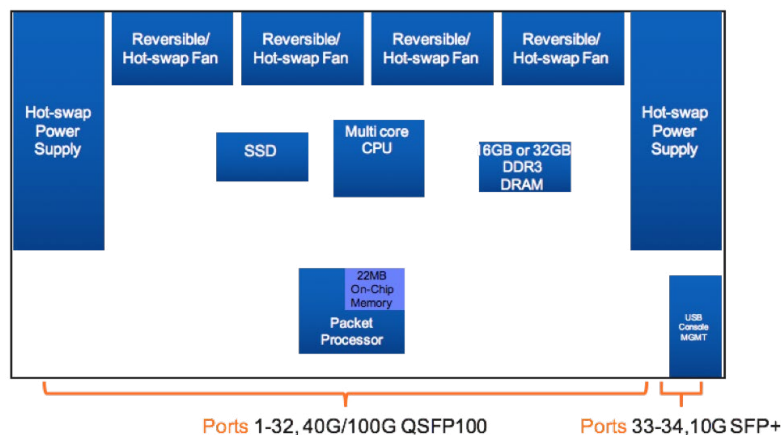 Reversible/
Hot-swap Fan
Reversible/
Hot-swap Fan
Reversible/
Hot-swap Fan
Reversible/
Hot-swap Fan
Hot-swap
Power
Supply
Hot-swap
Power
Supply
SSD
Multi core
CPU
16GB or 32GB
DDR3
DRAM
22MB
On-Chip
Memory
Packet
Processor
USB
Console
MGMT
Ports 1-32, 40G/100G QSFP100
Ports 33-34,10G SFP+